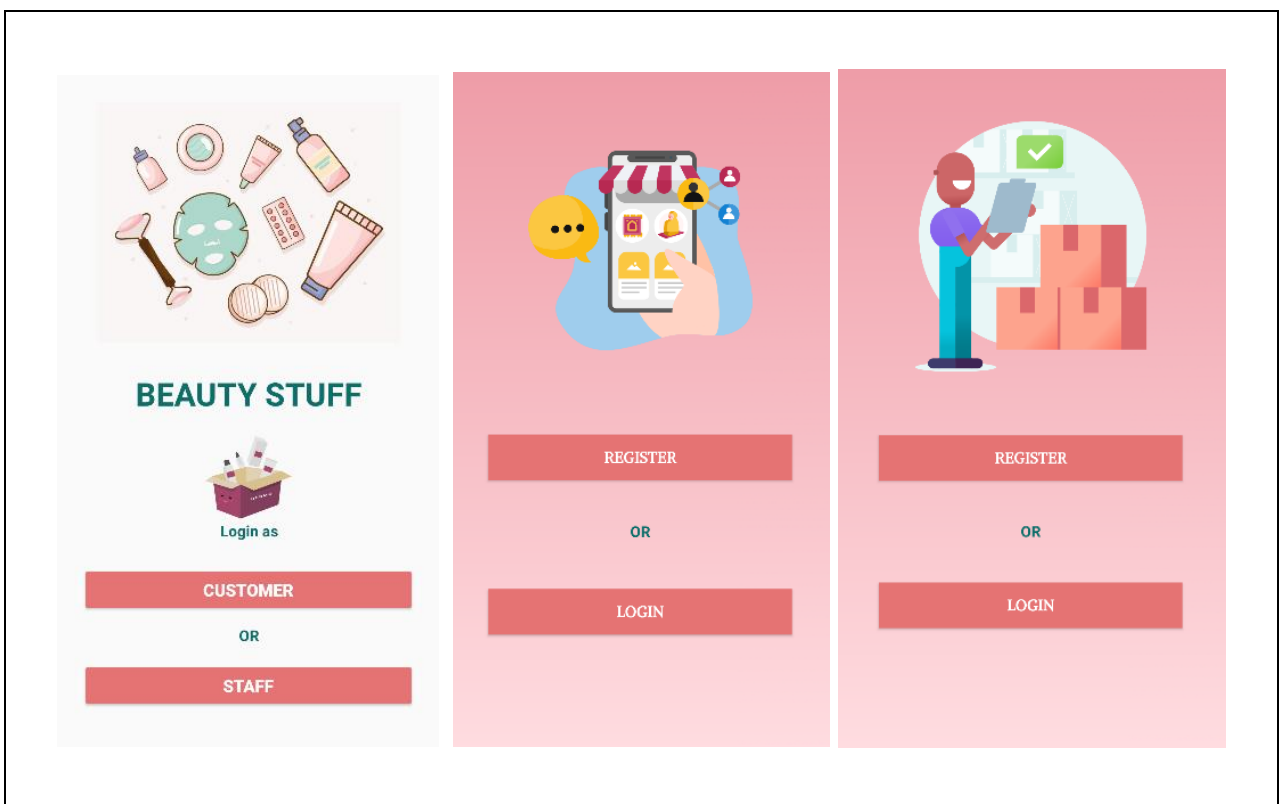 BEAUTY STUFF
Login as
CUSTOMER
OR
STAFF
REGISTER
OR
LOGIN
REGISTER
OR
LOGIN